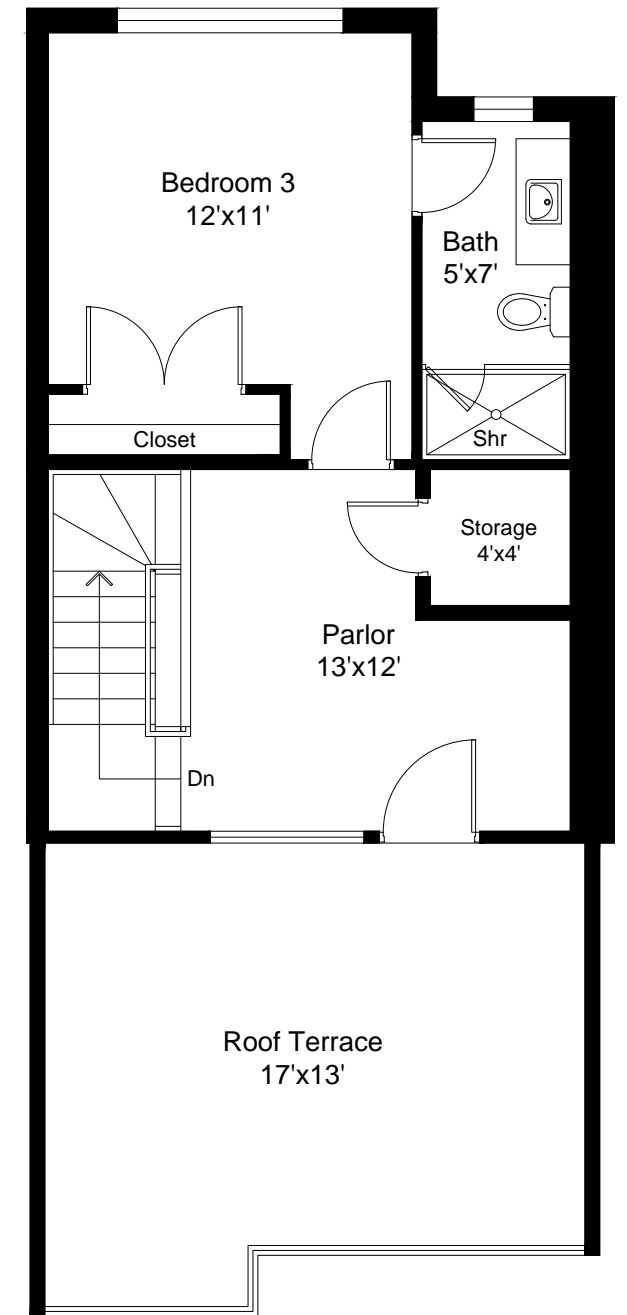 Bedroom 3
12'x11'
Bath
5'x7'
Closet
Shr
Storage
4'x4'
Parlor
13'x12'
Dn
Roof Terrace
17'x13'